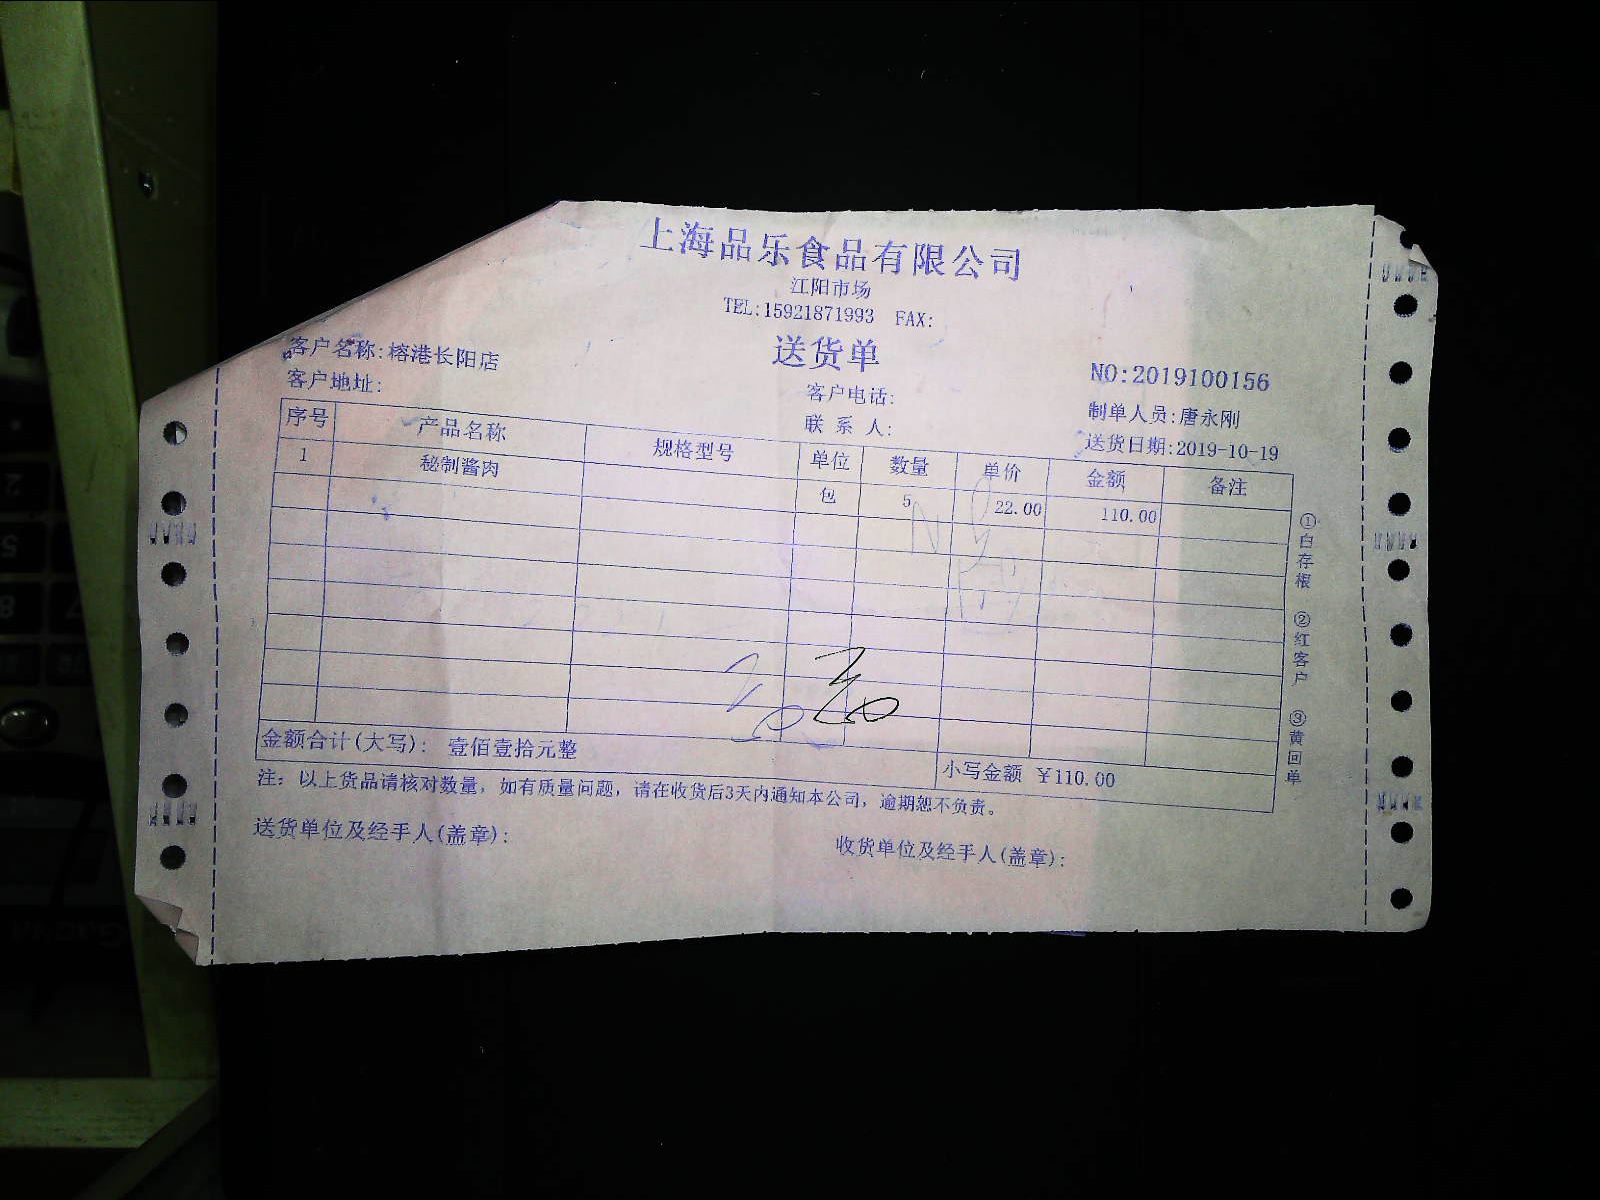 上海品乐食品有限公司
江阳市场
TEL:15921871993 FAX:
送货单
客户名称:榕港长阳店
NO:2019100156
客户地址:
客户电话:
制单人员:唐永刚
联系人:
送货日期:2019-10-19
序号 产品名称 规格型号 单位 数量 单价 金额 备注
1 秘制酱肉 包 5 22.00 110.00
金额合计(大写): 壹佰壹拾元整
小写金额 ￥110.00
注：以上货品请核对数量，如有质量问题，请在收货后3天内通知本公司，逾期恕不负责。
送货单位及经手人(盖章):
收货单位及经手人(盖章):
①白存根 ②红客户 ③黄回单